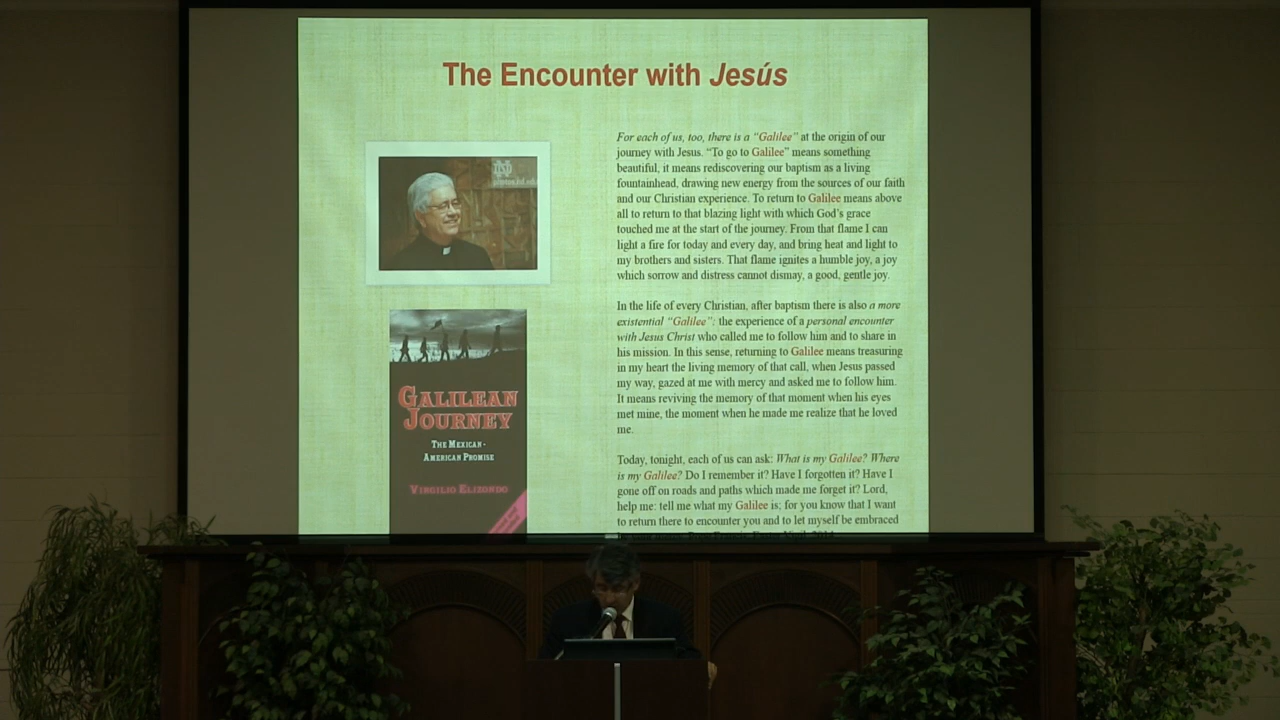 The Encounter with Jesús
For each of us, too, there is a “Galilee” at the origin of our
journey with Jesus. “To go to Galilee” means something
beautiful, it means rediscovering our baptism as a living
fountainhead, drawing new energy from the sources of our faith
and our Christian experience. To return to Galilee means above
all to return to that blazing light with which God’s grace
touched me at the start of the journey. From that flame I can
light a fire for today and every day, and bring heat and light to
my brothers and sisters. That flame ignites a humble joy, a joy
which sorrow and distress cannot dismay, a good, gentle joy.
In the life of every Christian, after baptism there is also a more
existential “Galilee”: the experience of a personal encounter
with Jesus Christ who called me to follow him and to share in
his mission. In this sense, returning to Galilee means treasuring
in my heart the living memory of that call, when Jesus passed
my way, gazed at me with mercy and asked me to follow him.
It means reviving the memory of that moment when his eyes
met mine, the moment when he made me realize that he loved
me.
Today, tonight, each of us can ask: What is my Galilee? Where
is my Galilee? Do I remember it? Have I forgotten it? Have I
gone off on roads and paths which made me forget it? Lord,
help me: tell me what my Galilee is; for you know that I want
to return there to encounter you and to let myself be embraced
GALILEAN
JOURNEY
THE MEXICAN-
AMERICAN PROMISE
VIRGILIO ELIZONDO